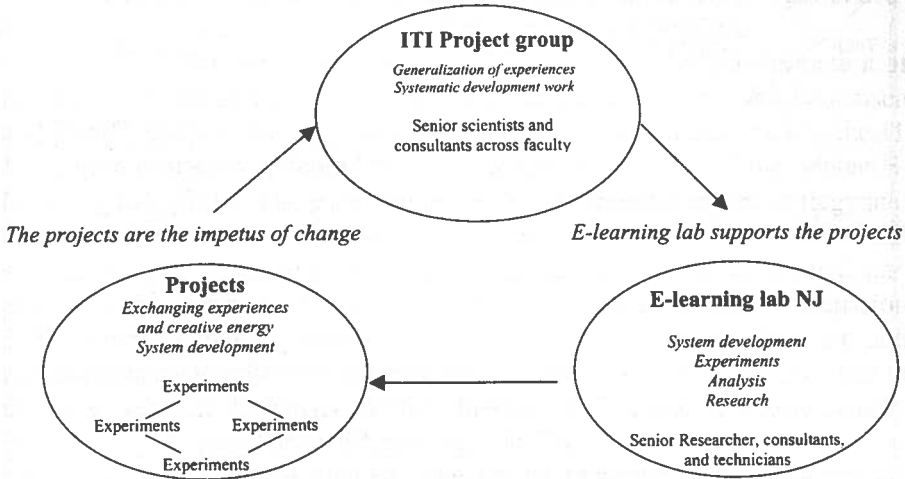 ITI Project group
Generalization of experiences
Systematic development work
Senior scientists and
consultants across faculty
The projects are the impetus of change
E-learning lab supports the projects
Projects
Exchanging experiences
and creative energy
System development
Experiments
Experiments Experiments
Experiments
E-learning lab NJ
System development
Experiments
Analysis
Research
Senior Researcher, consultants,
and technicians